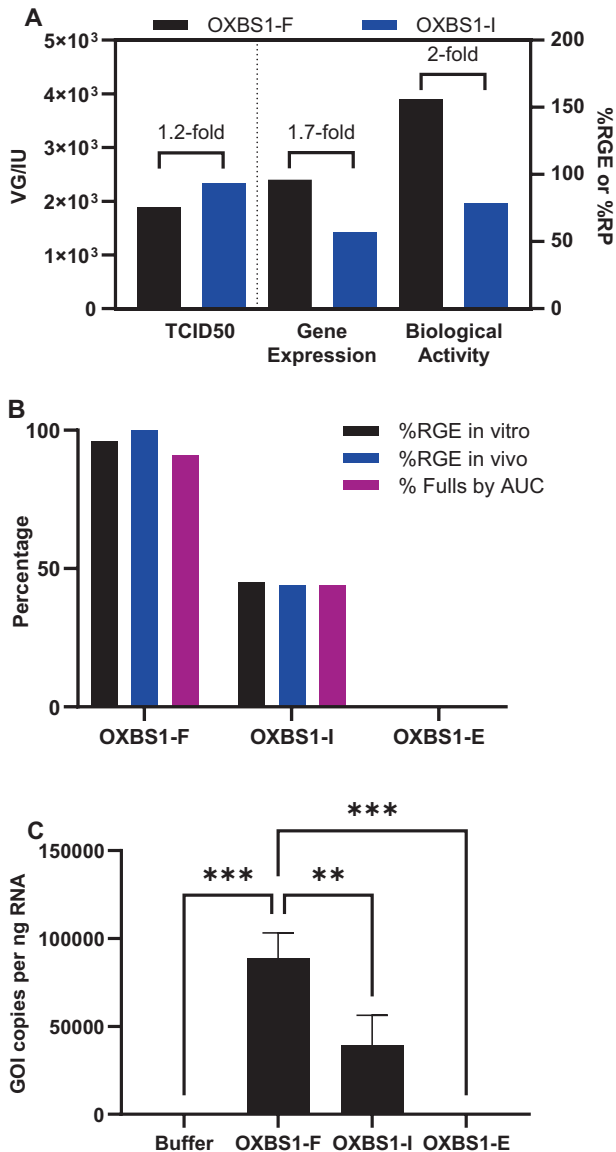 A
OXBS1-F
OXBS1-I
VG/IU
5×10³
4×10³
3×10³
2×10³
1×10³
0
1.2-fold
1.7-fold
2-fold
200
150
100
50
0
%RGE or %RP
TCID50
Gene
Expression
Biological
Activity
B
Percentage
100
50
0
%RGE in vitro
%RGE in vivo
% Fulls by AUC
OXBS1-F
OXBS1-I
OXBS1-E
C
GOI copies per ng RNA
150000
100000
50000
0
***
***
**
Buffer
OXBS1-F
OXBS1-I
OXBS1-E